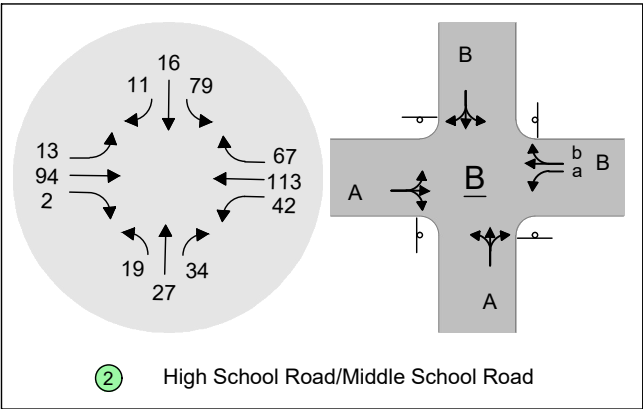 16
11 79
13
94
2
67
113
42
19 34
27
B
b
a
B
A
B
A
2
High School Road/Middle School Road